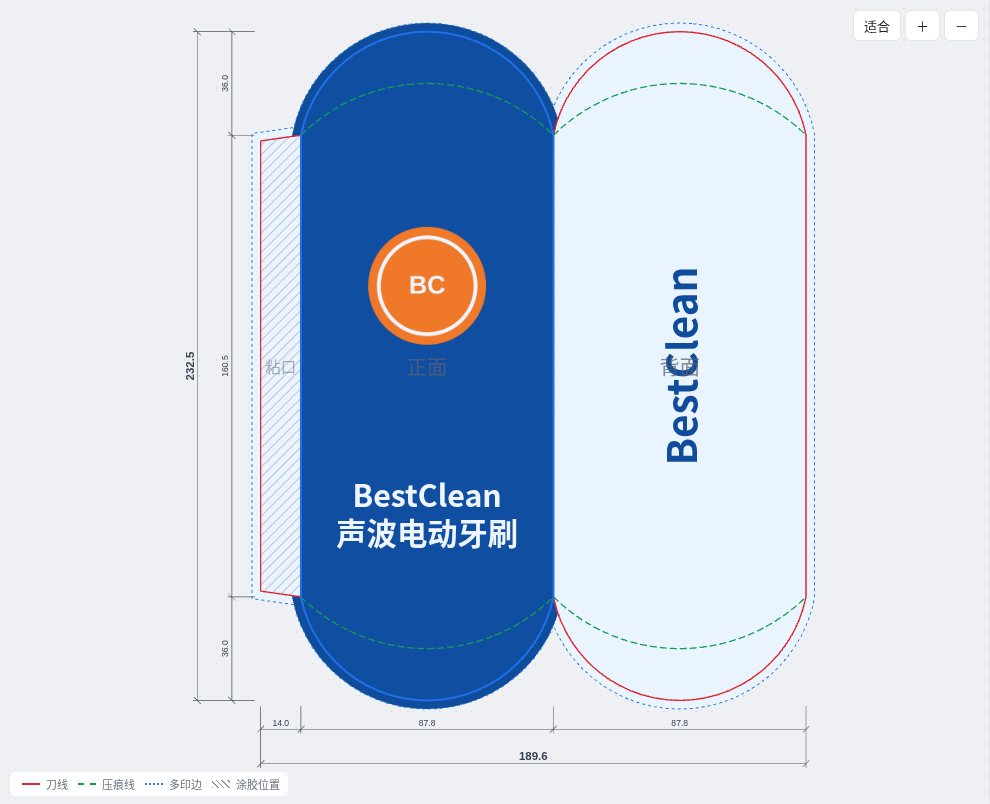 适合
+
−
36.0
232.5
160.5
36.0
BC
粘口
正面
背面
BestClean
BestClean
声波电动牙刷
14.0
87.8
87.8
189.6
刀线
压痕线
多印边
涂胶位置